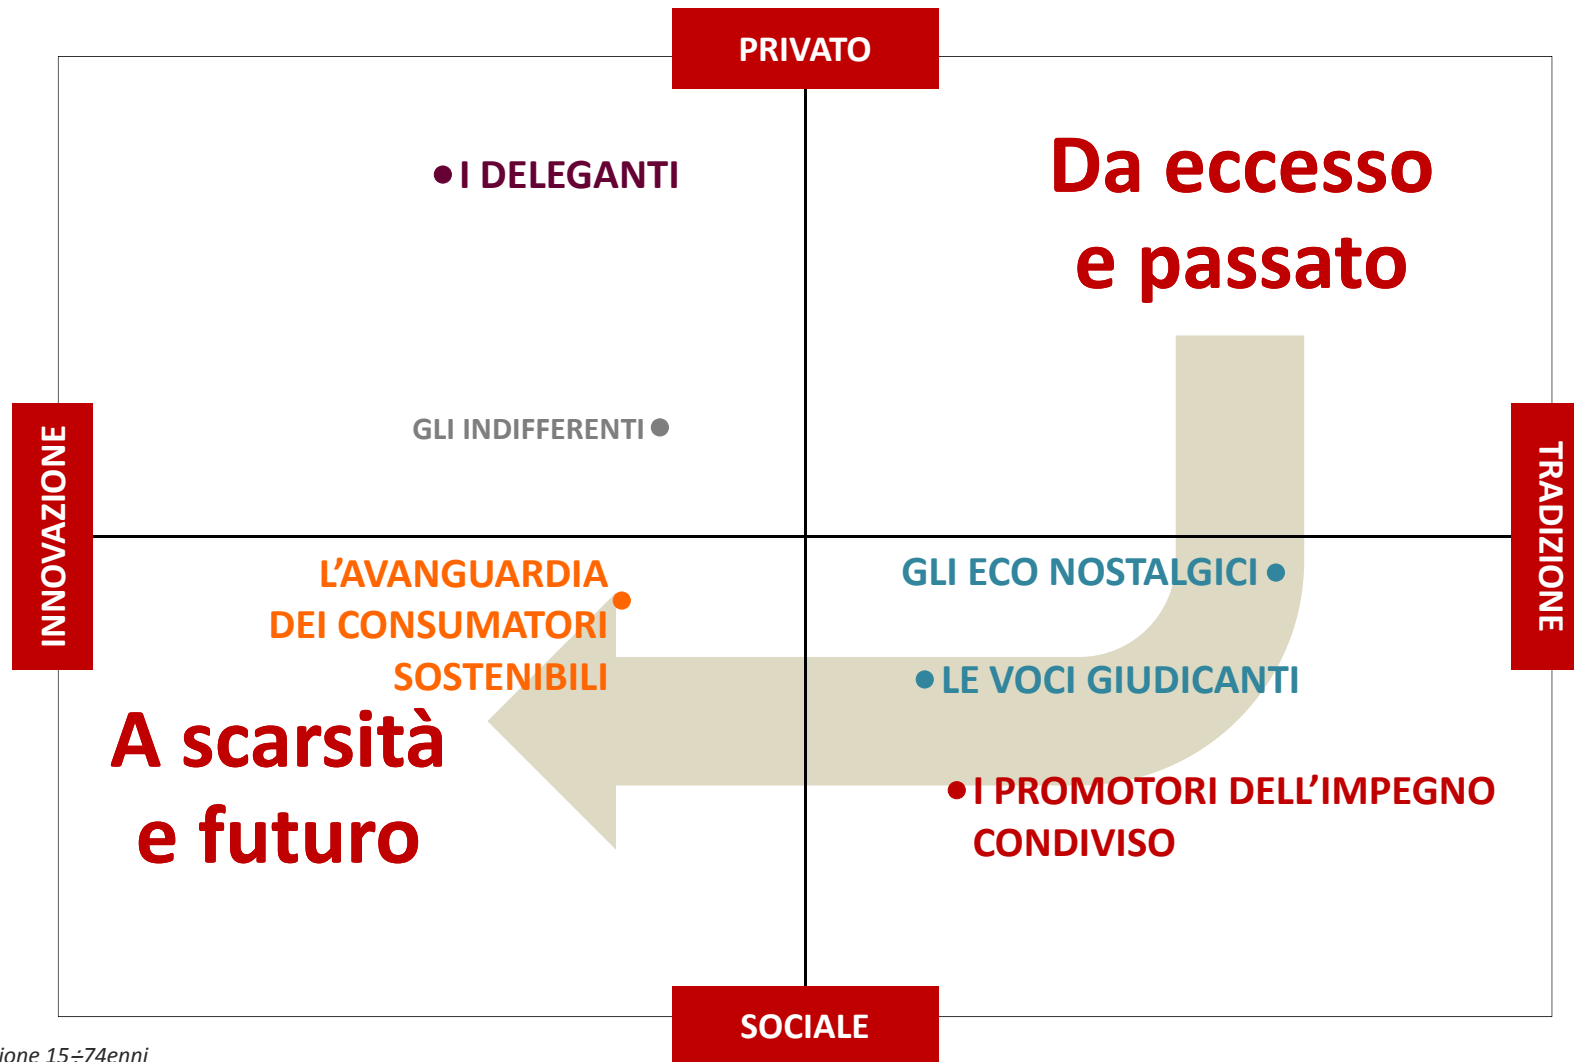 PRIVATO
Da eccesso
e passato
I DELEGANTI
GLI INDIFFERENTI
INNOVAZIONE
TRADIZIONE
L’AVANGUARDIA
DEI CONSUMATORI
SOSTENIBILI
GLI ECO NOSTALGICI
LE VOCI GIUDICANTI
A scarsità
e futuro
I PROMOTORI DELL’IMPEGNO
CONDIVISO
SOCIALE
15÷74enni